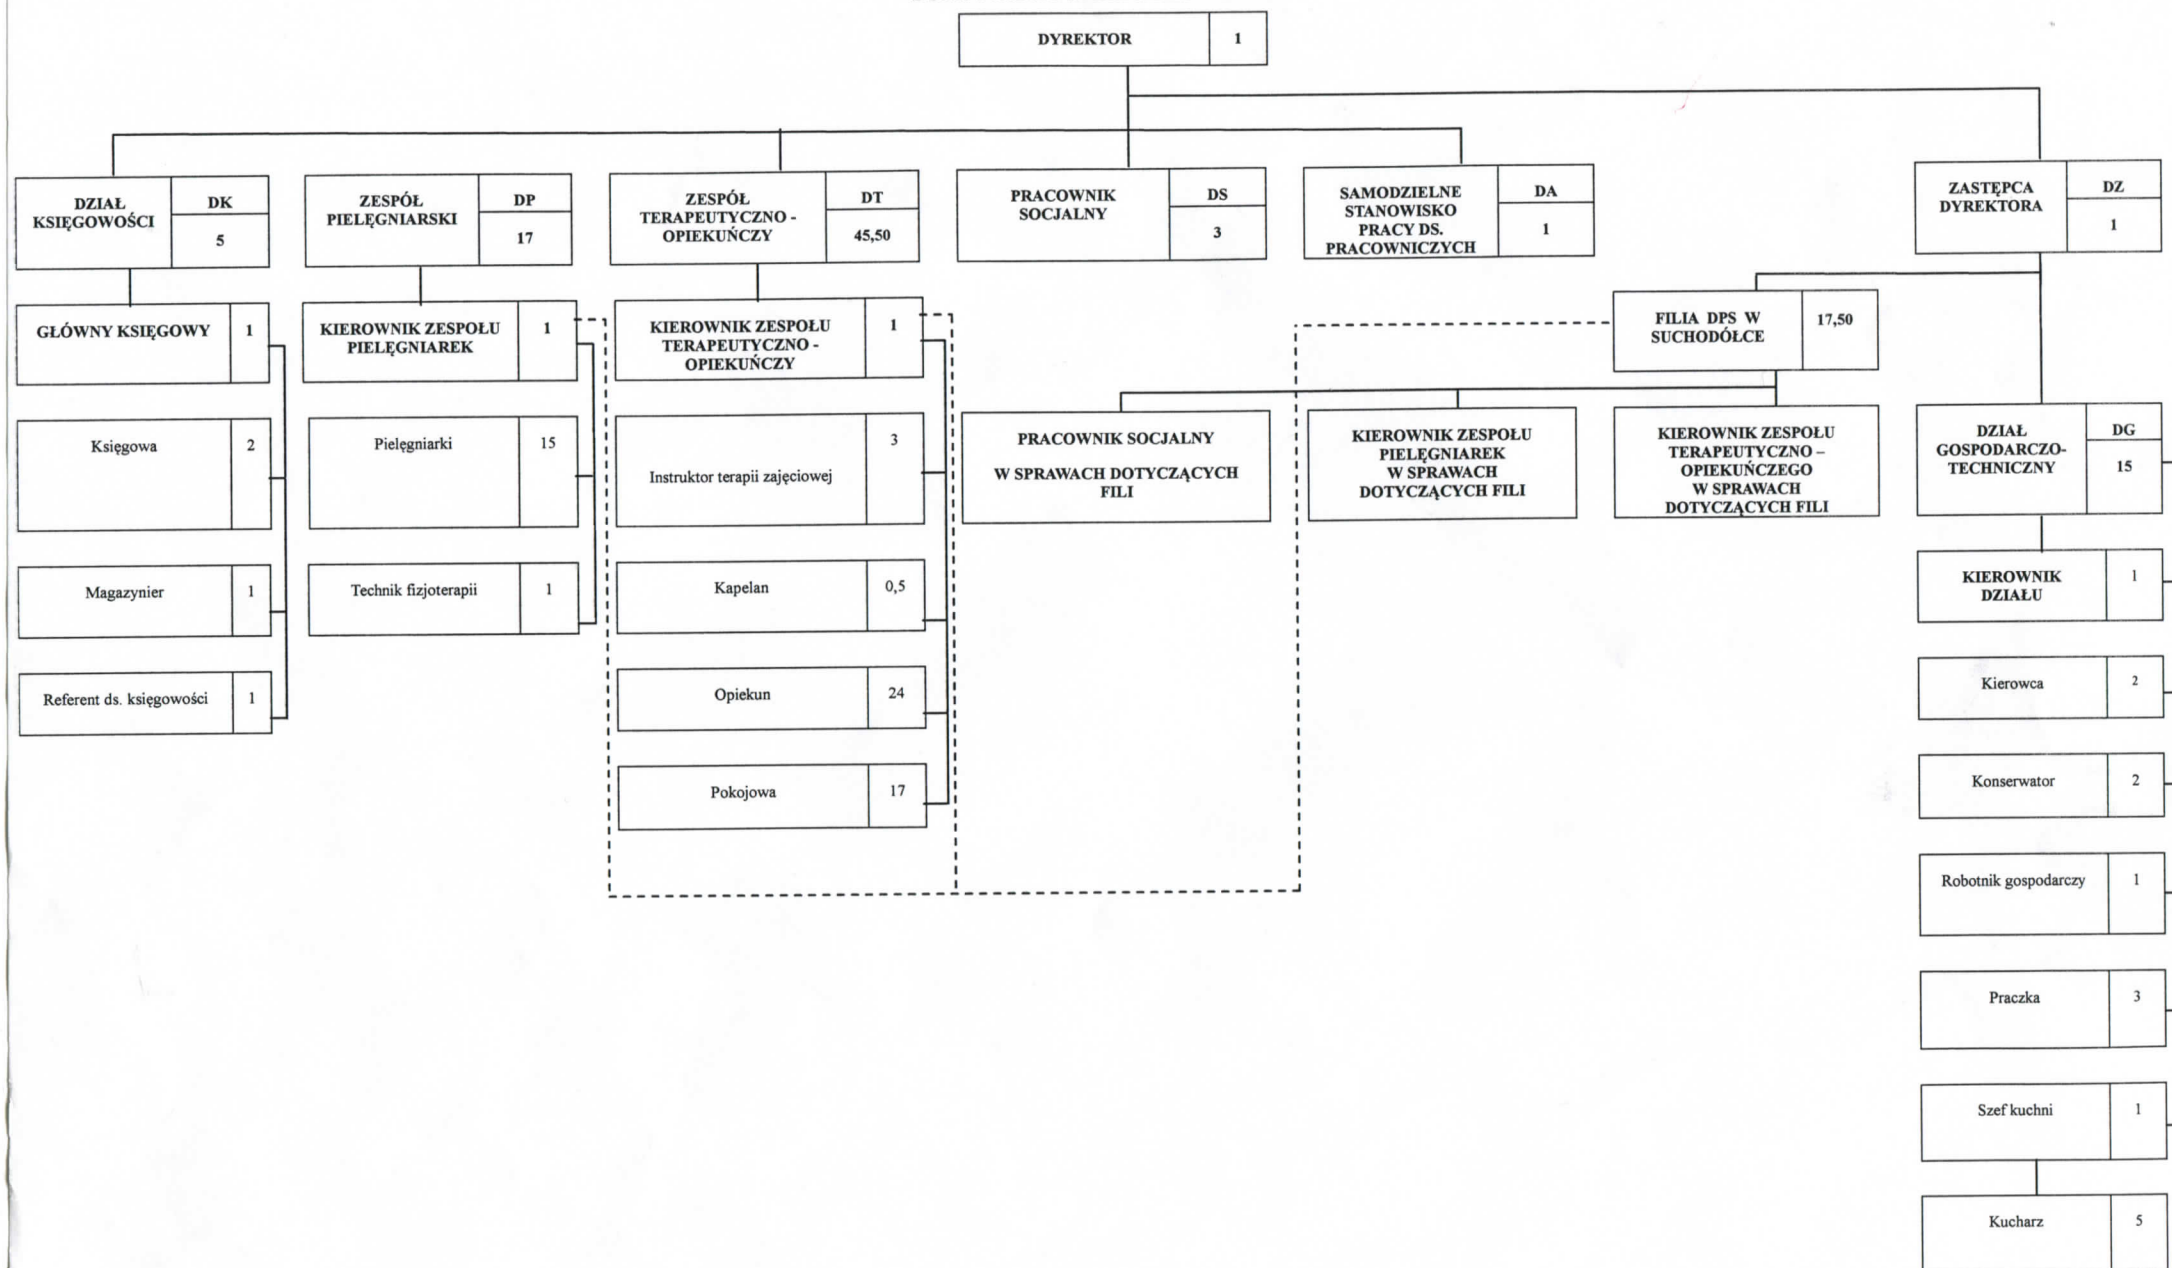 DYREKTOR
1
DZIAŁ
KSIĘGOWOŚCI
DK
5
ZESPÓŁ
PIELĘGNIARSKI
DP
17
ZESPÓŁ
TERAPEUTYCZNO -
OPIEKUŃCZY
DT
45,50
PRACOWNIK
SOCJALNY
DS
3
SAMODZIELNE
STANOWISKO
PRACY DS.
PRACOWNICZYCH
DA
1
ZASTĘPCA
DYREKTORA
DZ
1
GŁÓWNY KSIĘGOWY
1
KIEROWNIK ZESPOŁU
PIELĘGNIAREK
1
KIEROWNIK ZESPOŁU
TERAPEUTYCZNO -
OPIEKUŃCZY
1
FILIA DPS W
SUCHODÓŁCE
17,50
Księgowa
2
Pielęgniarki
15
Instruktor terapii zajęciowej
3
PRACOWNIK SOCJALNY
W SPRAWACH DOTYCZĄCYCH
FILI
KIEROWNIK ZESPOŁU
PIELĘGNIAREK
W SPRAWACH
DOTYCZĄCYCH FILI
KIEROWNIK ZESPOŁU
TERAPEUTYCZNO –
OPIEKUŃCZEGO
W SPRAWACH
DOTYCZĄCYCH FILI
DZIAŁ
GOSPODARCZO-
TECHNICZNY
DG
15
Magazynier
1
Technik fizjoterapii
1
Kapelan
0,5
KIEROWNIK
DZIAŁU
1
Referent ds. księgowości
1
Opiekun
24
Kierowca
2
Pokojowa
17
Konserwator
2
Robotnik gospodarczy
1
Praczka
3
Szef kuchni
1
Kucharz
5